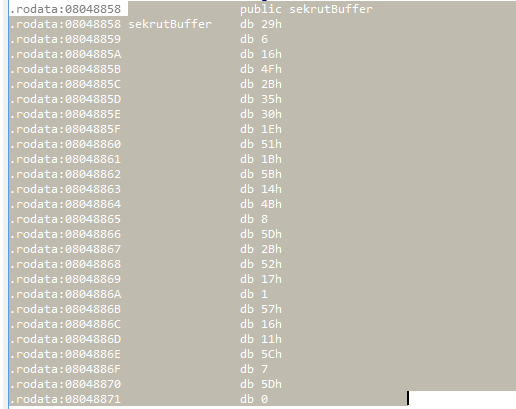 .rodata:08048858 public sekrutBuffer
.rodata:08048858 sekrutBuffer db 29h
.rodata:08048859 db 6
.rodata:0804885A db 16h
.rodata:0804885B db 4Fh
.rodata:0804885C db 2Bh
.rodata:0804885D db 35h
.rodata:0804885E db 30h
.rodata:0804885F db 1Eh
.rodata:08048860 db 51h
.rodata:08048861 db 1Bh
.rodata:08048862 db 5Bh
.rodata:08048863 db 14h
.rodata:08048864 db 4Bh
.rodata:08048865 db 8
.rodata:08048866 db 5Dh
.rodata:08048867 db 2Bh
.rodata:08048868 db 52h
.rodata:08048869 db 17h
.rodata:0804886A db 1
.rodata:0804886B db 57h
.rodata:0804886C db 16h
.rodata:0804886D db 11h
.rodata:0804886E db 5Ch
.rodata:0804886F db 7
.rodata:08048870 db 5Dh
.rodata:08048871 db 0